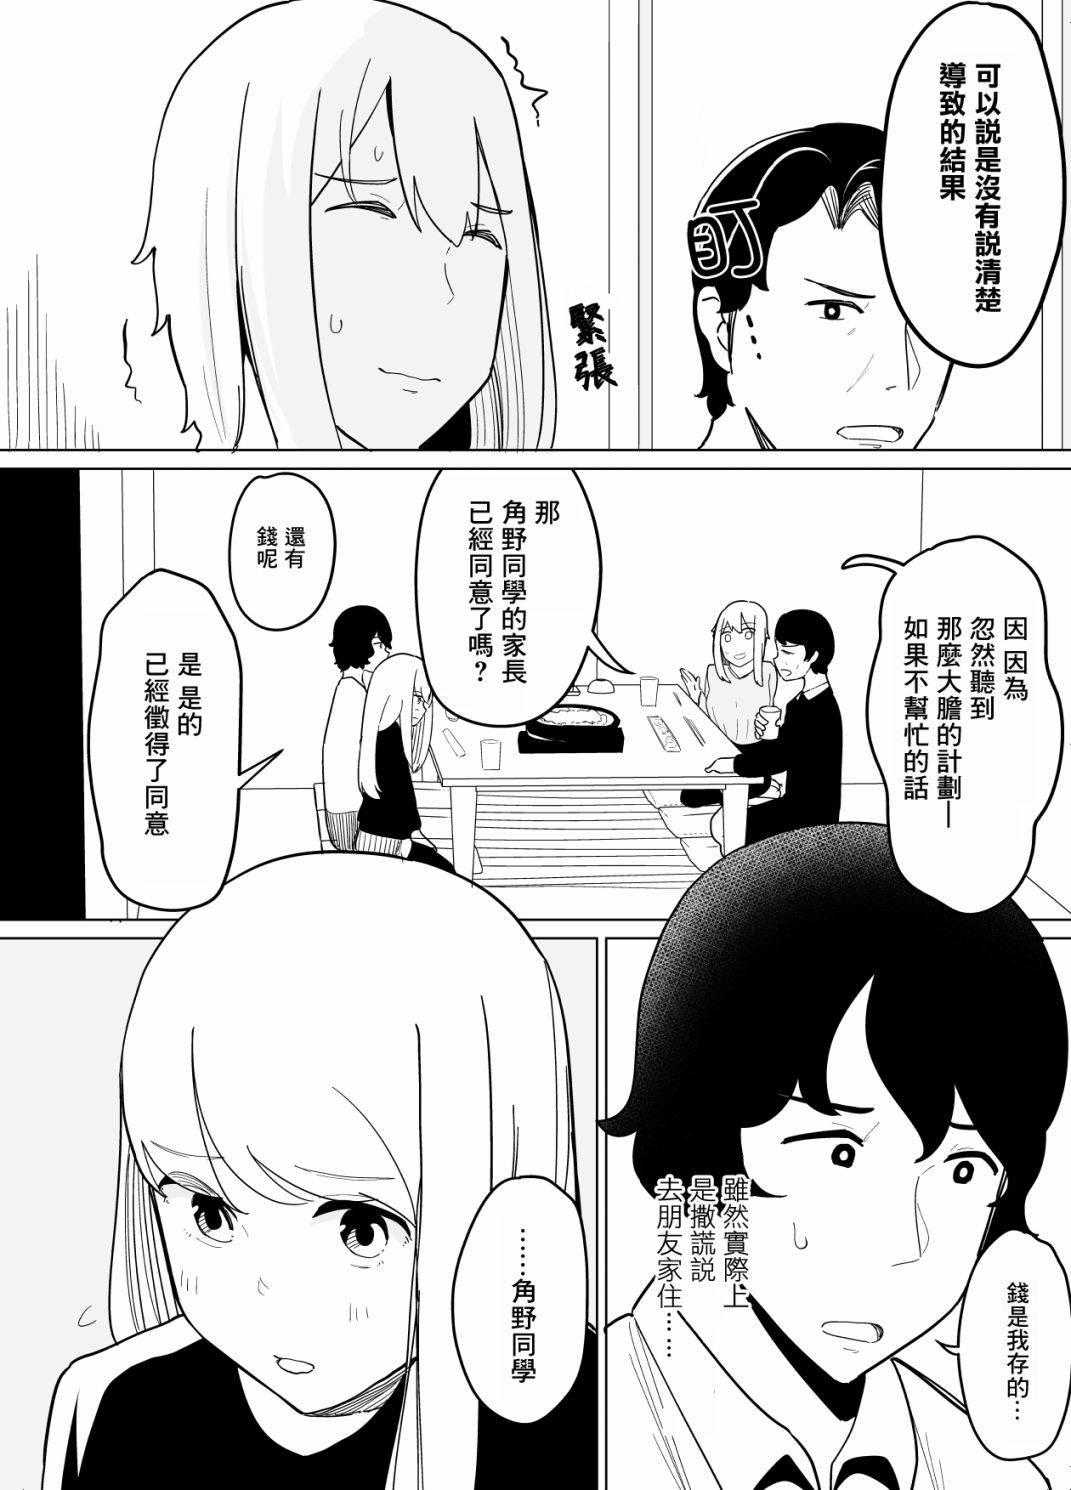 可以説是沒有説清楚
導致的結果
盯…
緊張
因 因為
忽然聽到
那麼大膽的計劃—
如果不幫忙的話
那
角野同學的家長
已經同意了嗎？
還有
錢呢
是 是的
已經徵得了同意
錢是我存的…
雖然實際上
是撒謊説
去朋友家住……
……角野同學